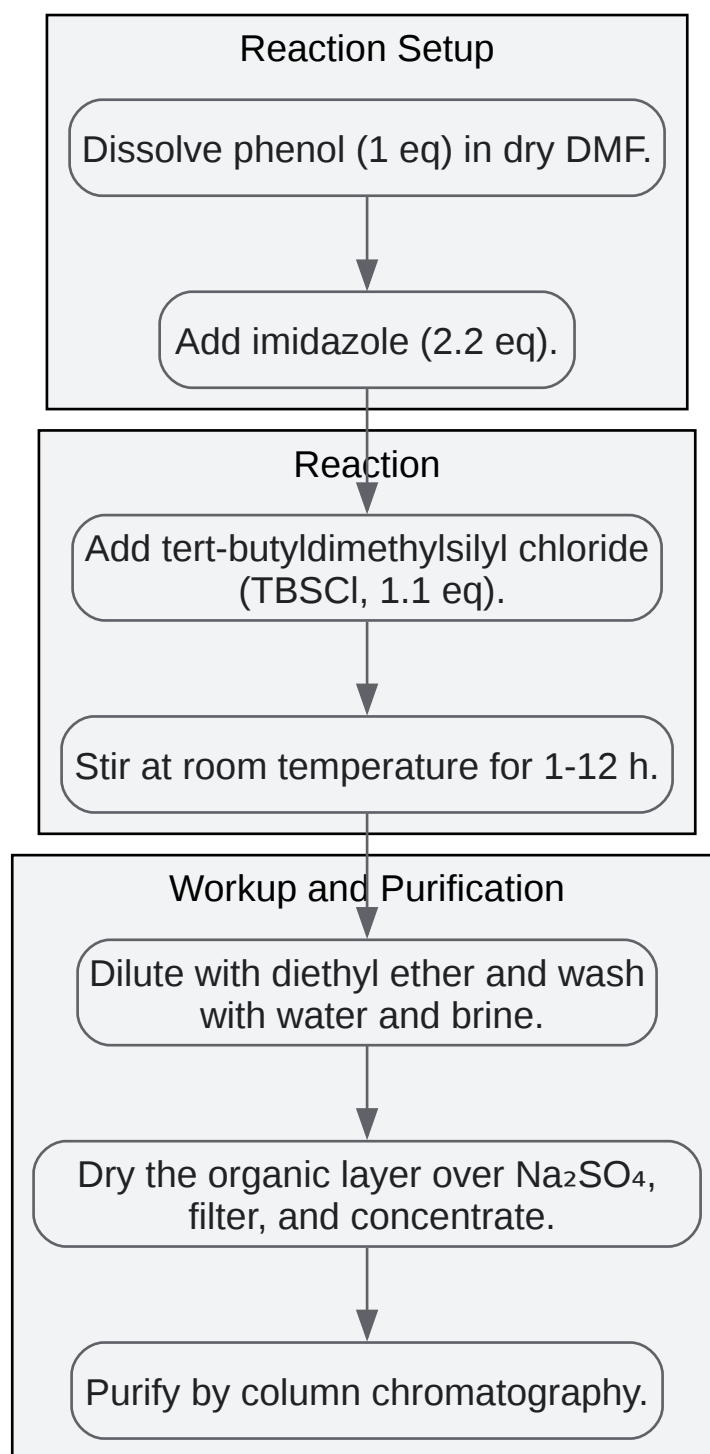 Reaction Setup
Dissolve phenol (1 eq) in dry DMF.
Add imidazole (2.2 eq).
Reaction
Add tert-butyldimethylsilyl chloride
(TBSCl, 1.1 eq).
Stir at room temperature for 1-12 h.
Workup and Purification
Dilute with diethyl ether and wash
with water and brine.
Dry the organic layer over Na₂SO₄,
filter, and concentrate.
Purify by column chromatography.